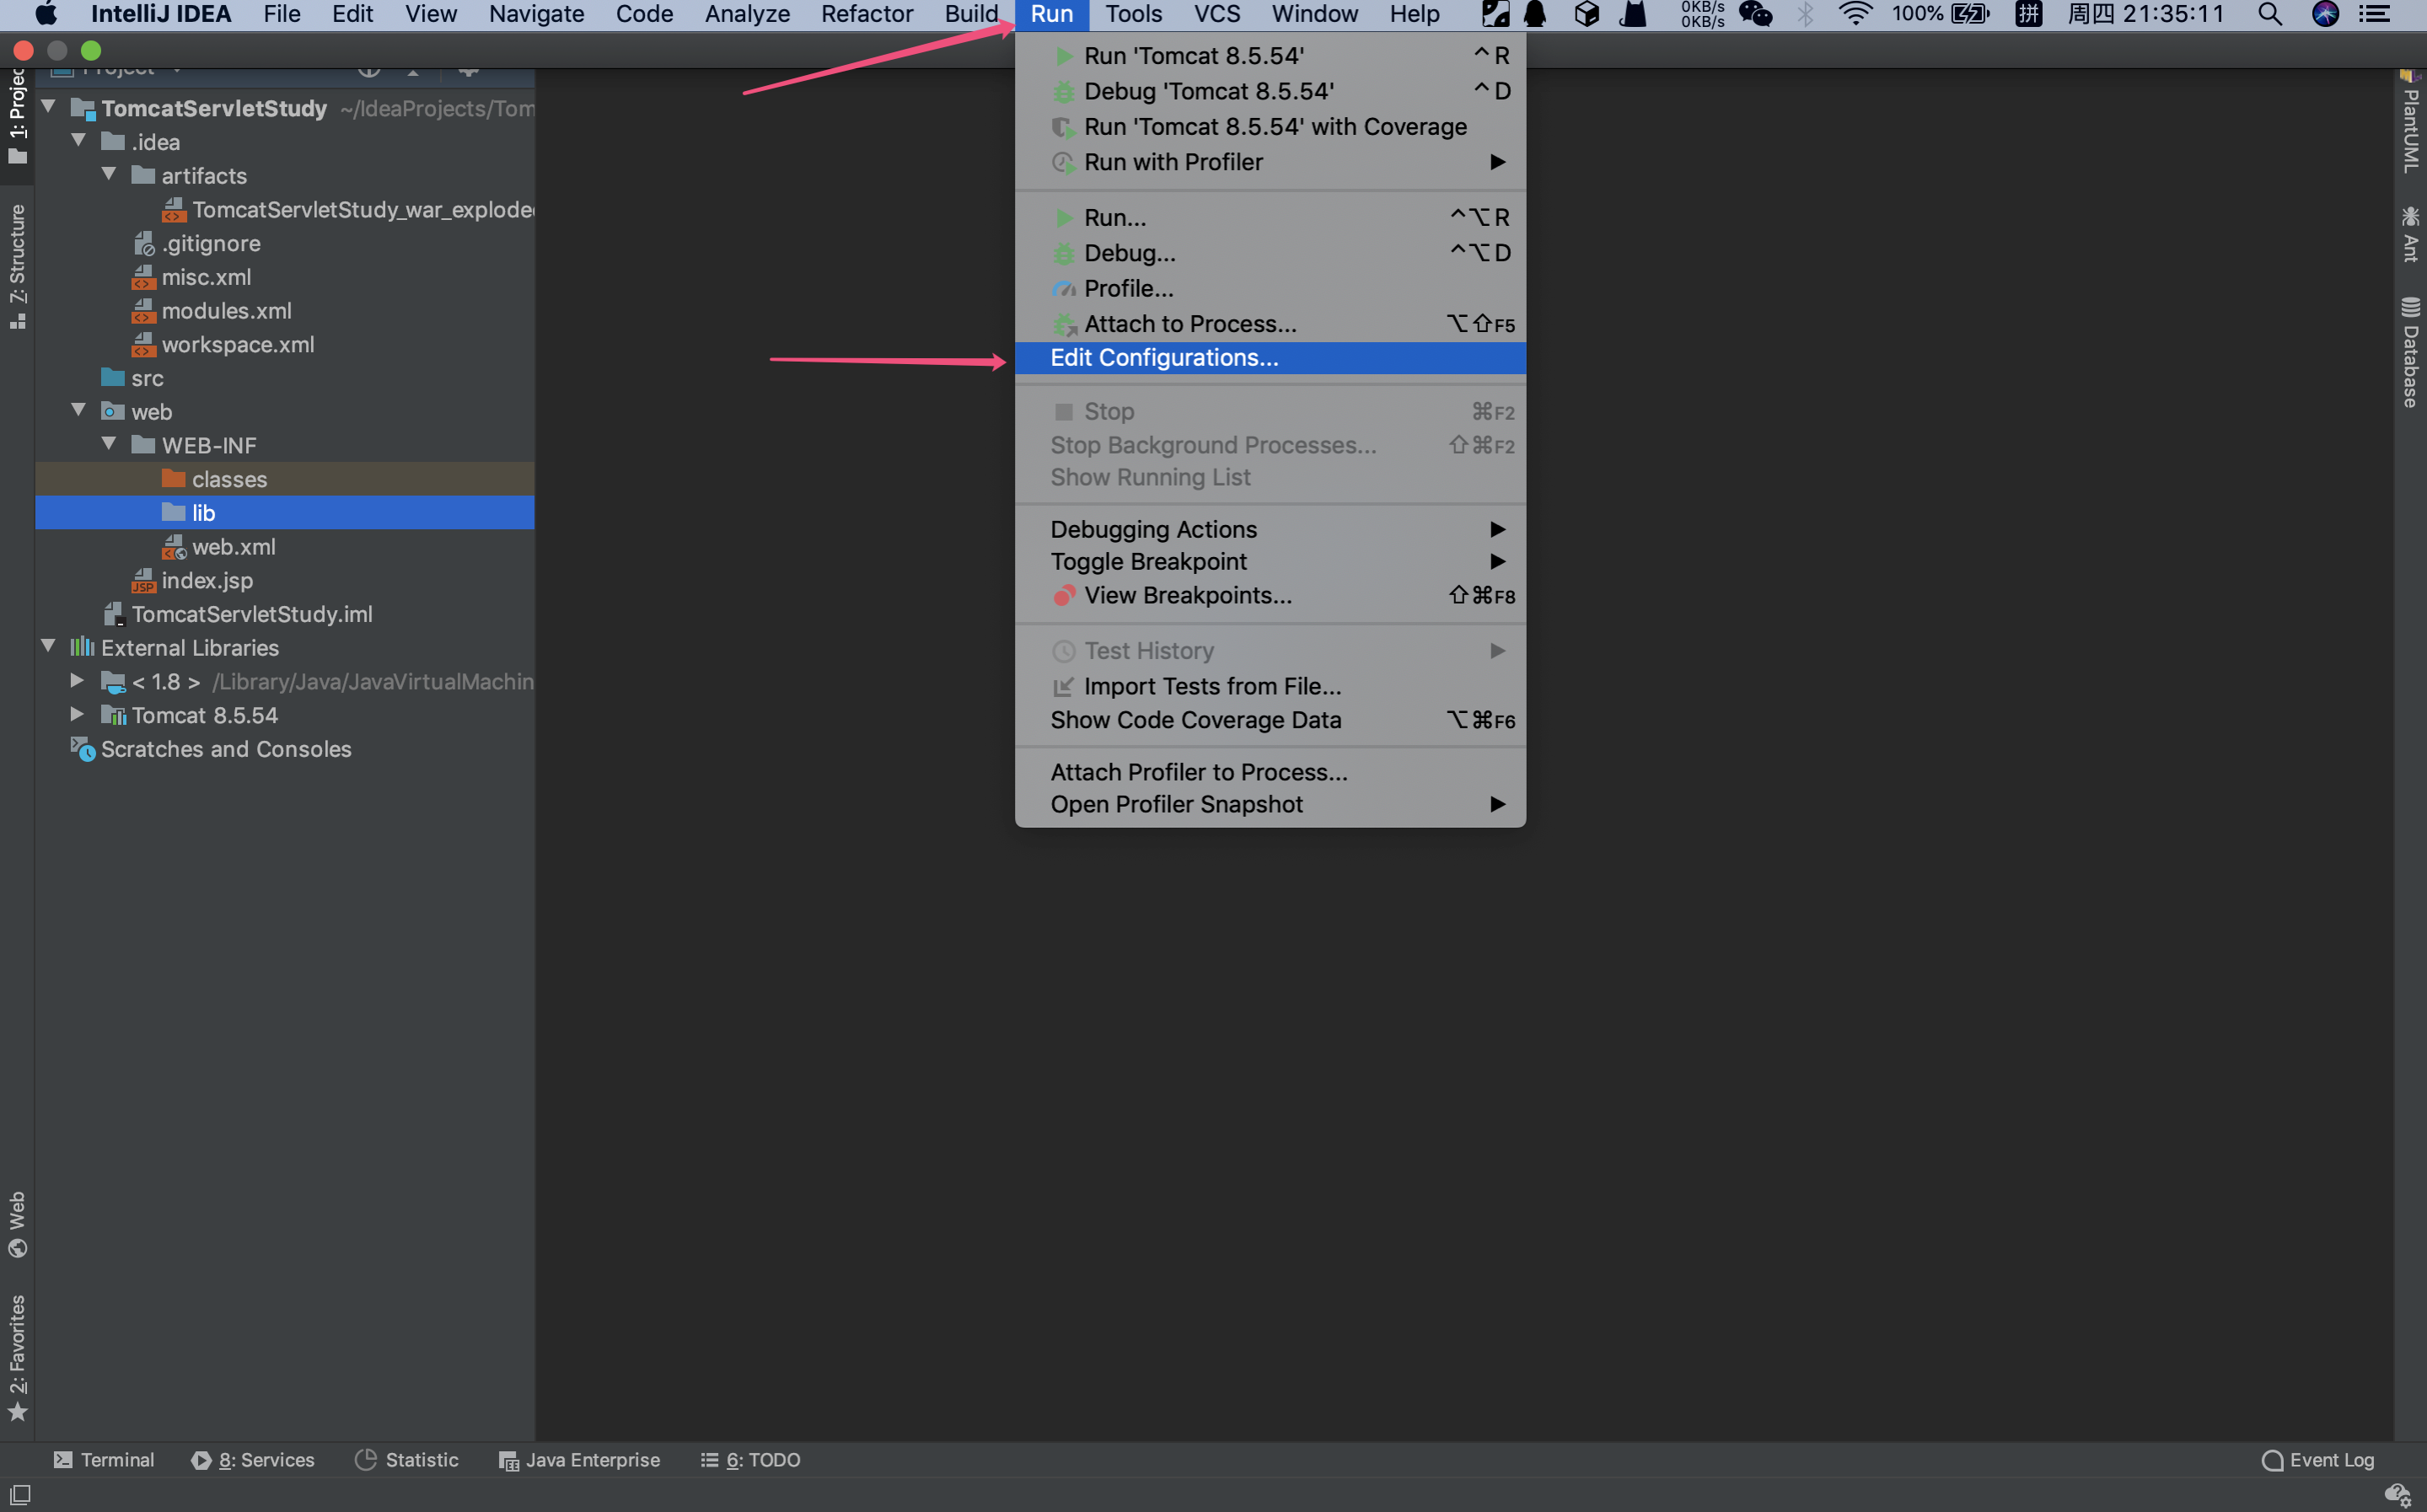 IntelliJ IDEA File Edit View Navigate Code Analyze Refactor Build Run Tools VCS Window Help 0KB/s 0KB/s 100% 拼 周四 21:35:11
Project
1: Project
7: Structure
Web
2: Favorites
TomcatServletStudy ~/IdeaProjects/Tom
.idea
artifacts
TomcatServletStudy_war_explode
.gitignore
misc.xml
modules.xml
workspace.xml
src
web
WEB-INF
classes
lib
web.xml
JSP index.jsp
TomcatServletStudy.iml
External Libraries
< 1.8 > /Library/Java/JavaVirtualMachin
Tomcat 8.5.54
Scratches and Consoles
Run 'Tomcat 8.5.54' ⌃R
Debug 'Tomcat 8.5.54' ⌃D
Run 'Tomcat 8.5.54' with Coverage
Run with Profiler
Run... ⌃⌥R
Debug... ⌃⌥D
Profile...
Attach to Process... ⌥⇧F5
Edit Configurations...
Stop ⌘F2
Stop Background Processes... ⇧⌘F2
Show Running List
Debugging Actions
Toggle Breakpoint
View Breakpoints... ⇧⌘F8
Test History
Import Tests from File...
Show Code Coverage Data ⌥⌘F6
Attach Profiler to Process...
Open Profiler Snapshot
PlantUML
Ant
Database
Terminal 8: Services Statistic Java Enterprise 6: TODO Event Log